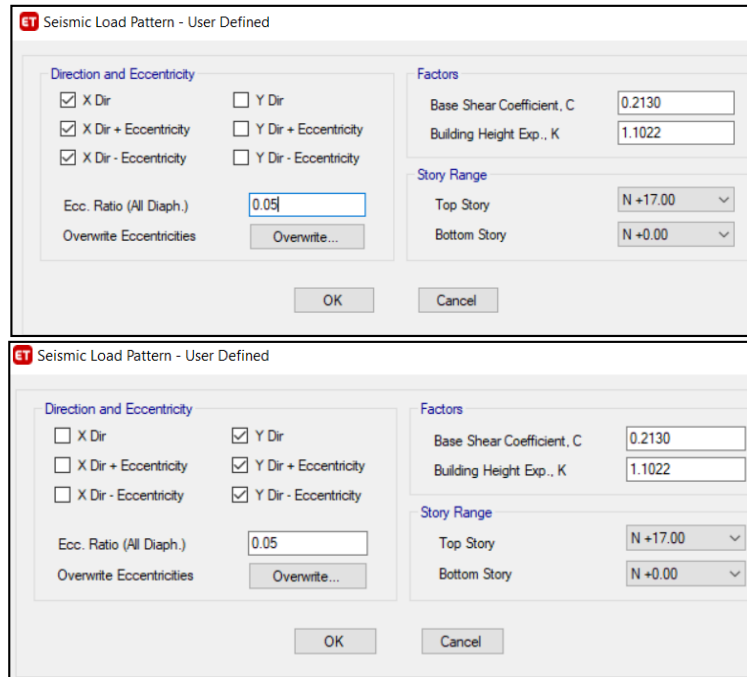 ET Seismic Load Pattern - User Defined
Direction and Eccentricity
X Dir Y Dir
X Dir + Eccentricity Y Dir + Eccentricity
X Dir - Eccentricity Y Dir - Eccentricity
Ecc. Ratio (All Diaph.) 0.05
Overwrite Eccentricities Overwrite...
Factors
Base Shear Coefficient, C 0.2130
Building Height Exp., K 1.1022
Story Range
Top Story N +17.00
Bottom Story N +0.00
OK Cancel
ET Seismic Load Pattern - User Defined
Direction and Eccentricity
X Dir Y Dir
X Dir + Eccentricity Y Dir + Eccentricity
X Dir - Eccentricity Y Dir - Eccentricity
Ecc. Ratio (All Diaph.) 0.05
Overwrite Eccentricities Overwrite...
Factors
Base Shear Coefficient, C 0.2130
Building Height Exp., K 1.1022
Story Range
Top Story N +17.00
Bottom Story N +0.00
OK Cancel